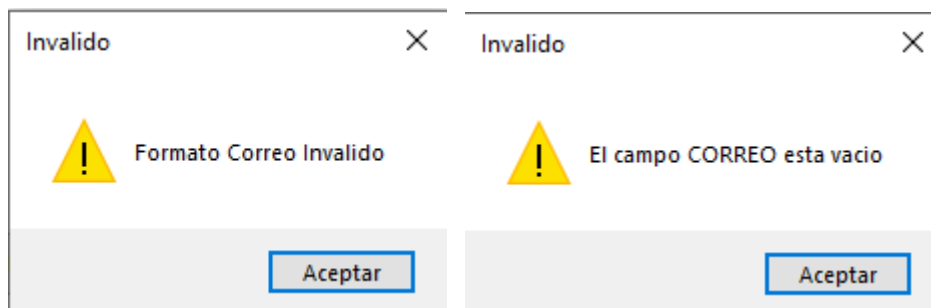 Invalido
Formato Correo Invalido
Aceptar
Invalido
El campo CORREO esta vacio
Aceptar